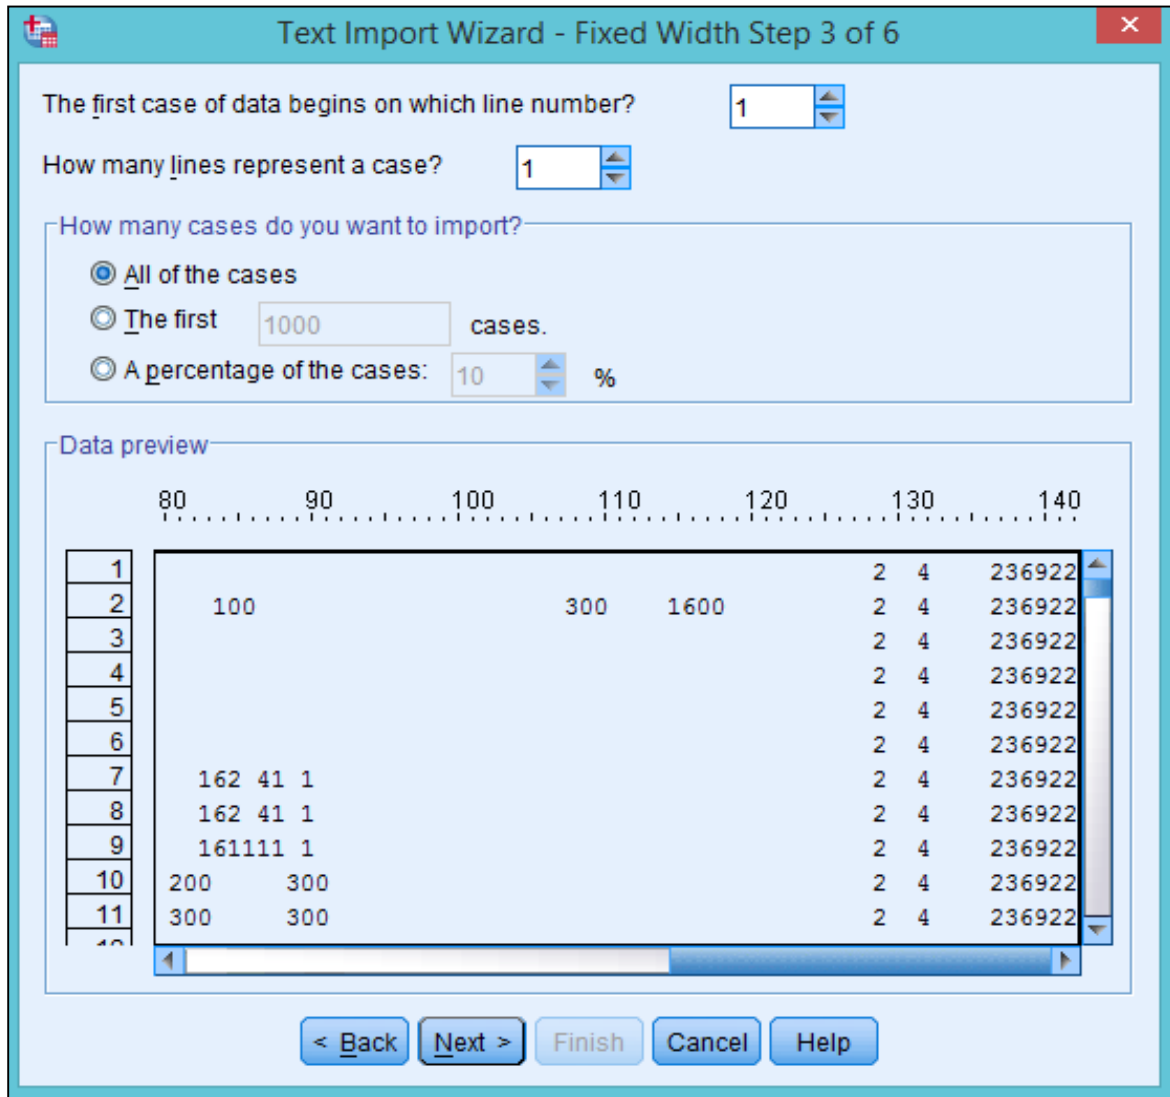 Text Import Wizard - Fixed Width Step 3 of 6
The first case of data begins on which line number? 1
How many lines represent a case? 1
How many cases do you want to import?
All of the cases
The first 1000 cases.
A percentage of the cases: 10 %
Data preview
80 90 100 110 120 130 140
1 2 4 236922
2 100 300 1600 2 4 236922
3 2 4 236922
4 2 4 236922
5 2 4 236922
6 2 4 236922
7 162 41 1 2 4 236922
8 162 41 1 2 4 236922
9 161111 1 2 4 236922
10 200 300 2 4 236922
11 300 300 2 4 236922
< Back Next > Finish Cancel Help